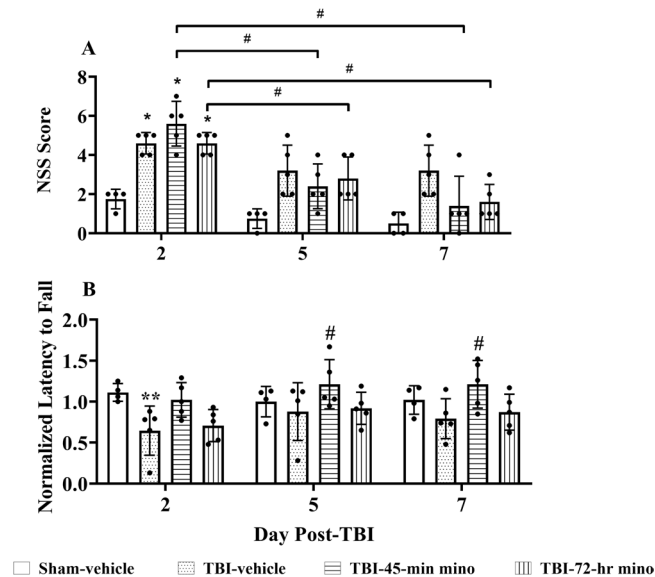 #
A
#
#
#
NSS Score
8
6
4
2
0
* * *
2 5 7
B
Normalized Latency to Fall
2.0
1.5
1.0
0.5
0.0
** # #
2 5 7
Day Post-TBI
Sham-vehicle TBI-vehicle TBI-45-min mino TBI-72-hr mino